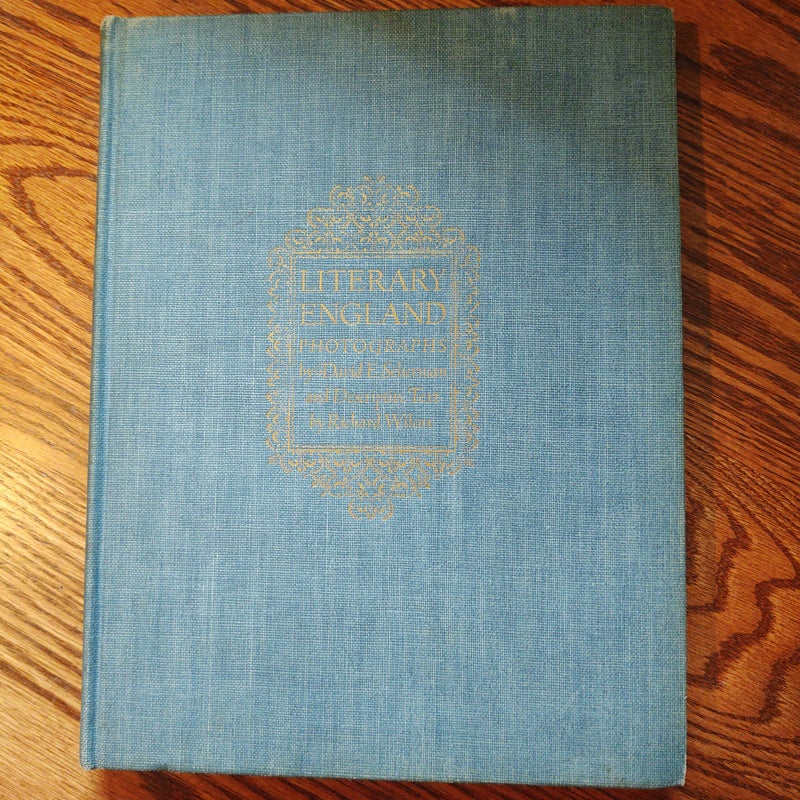 LITERARY
ENGLAND
PHOTOGRAPHS
by David E. Scherman
and Descriptive Text
by Richard Wilcox